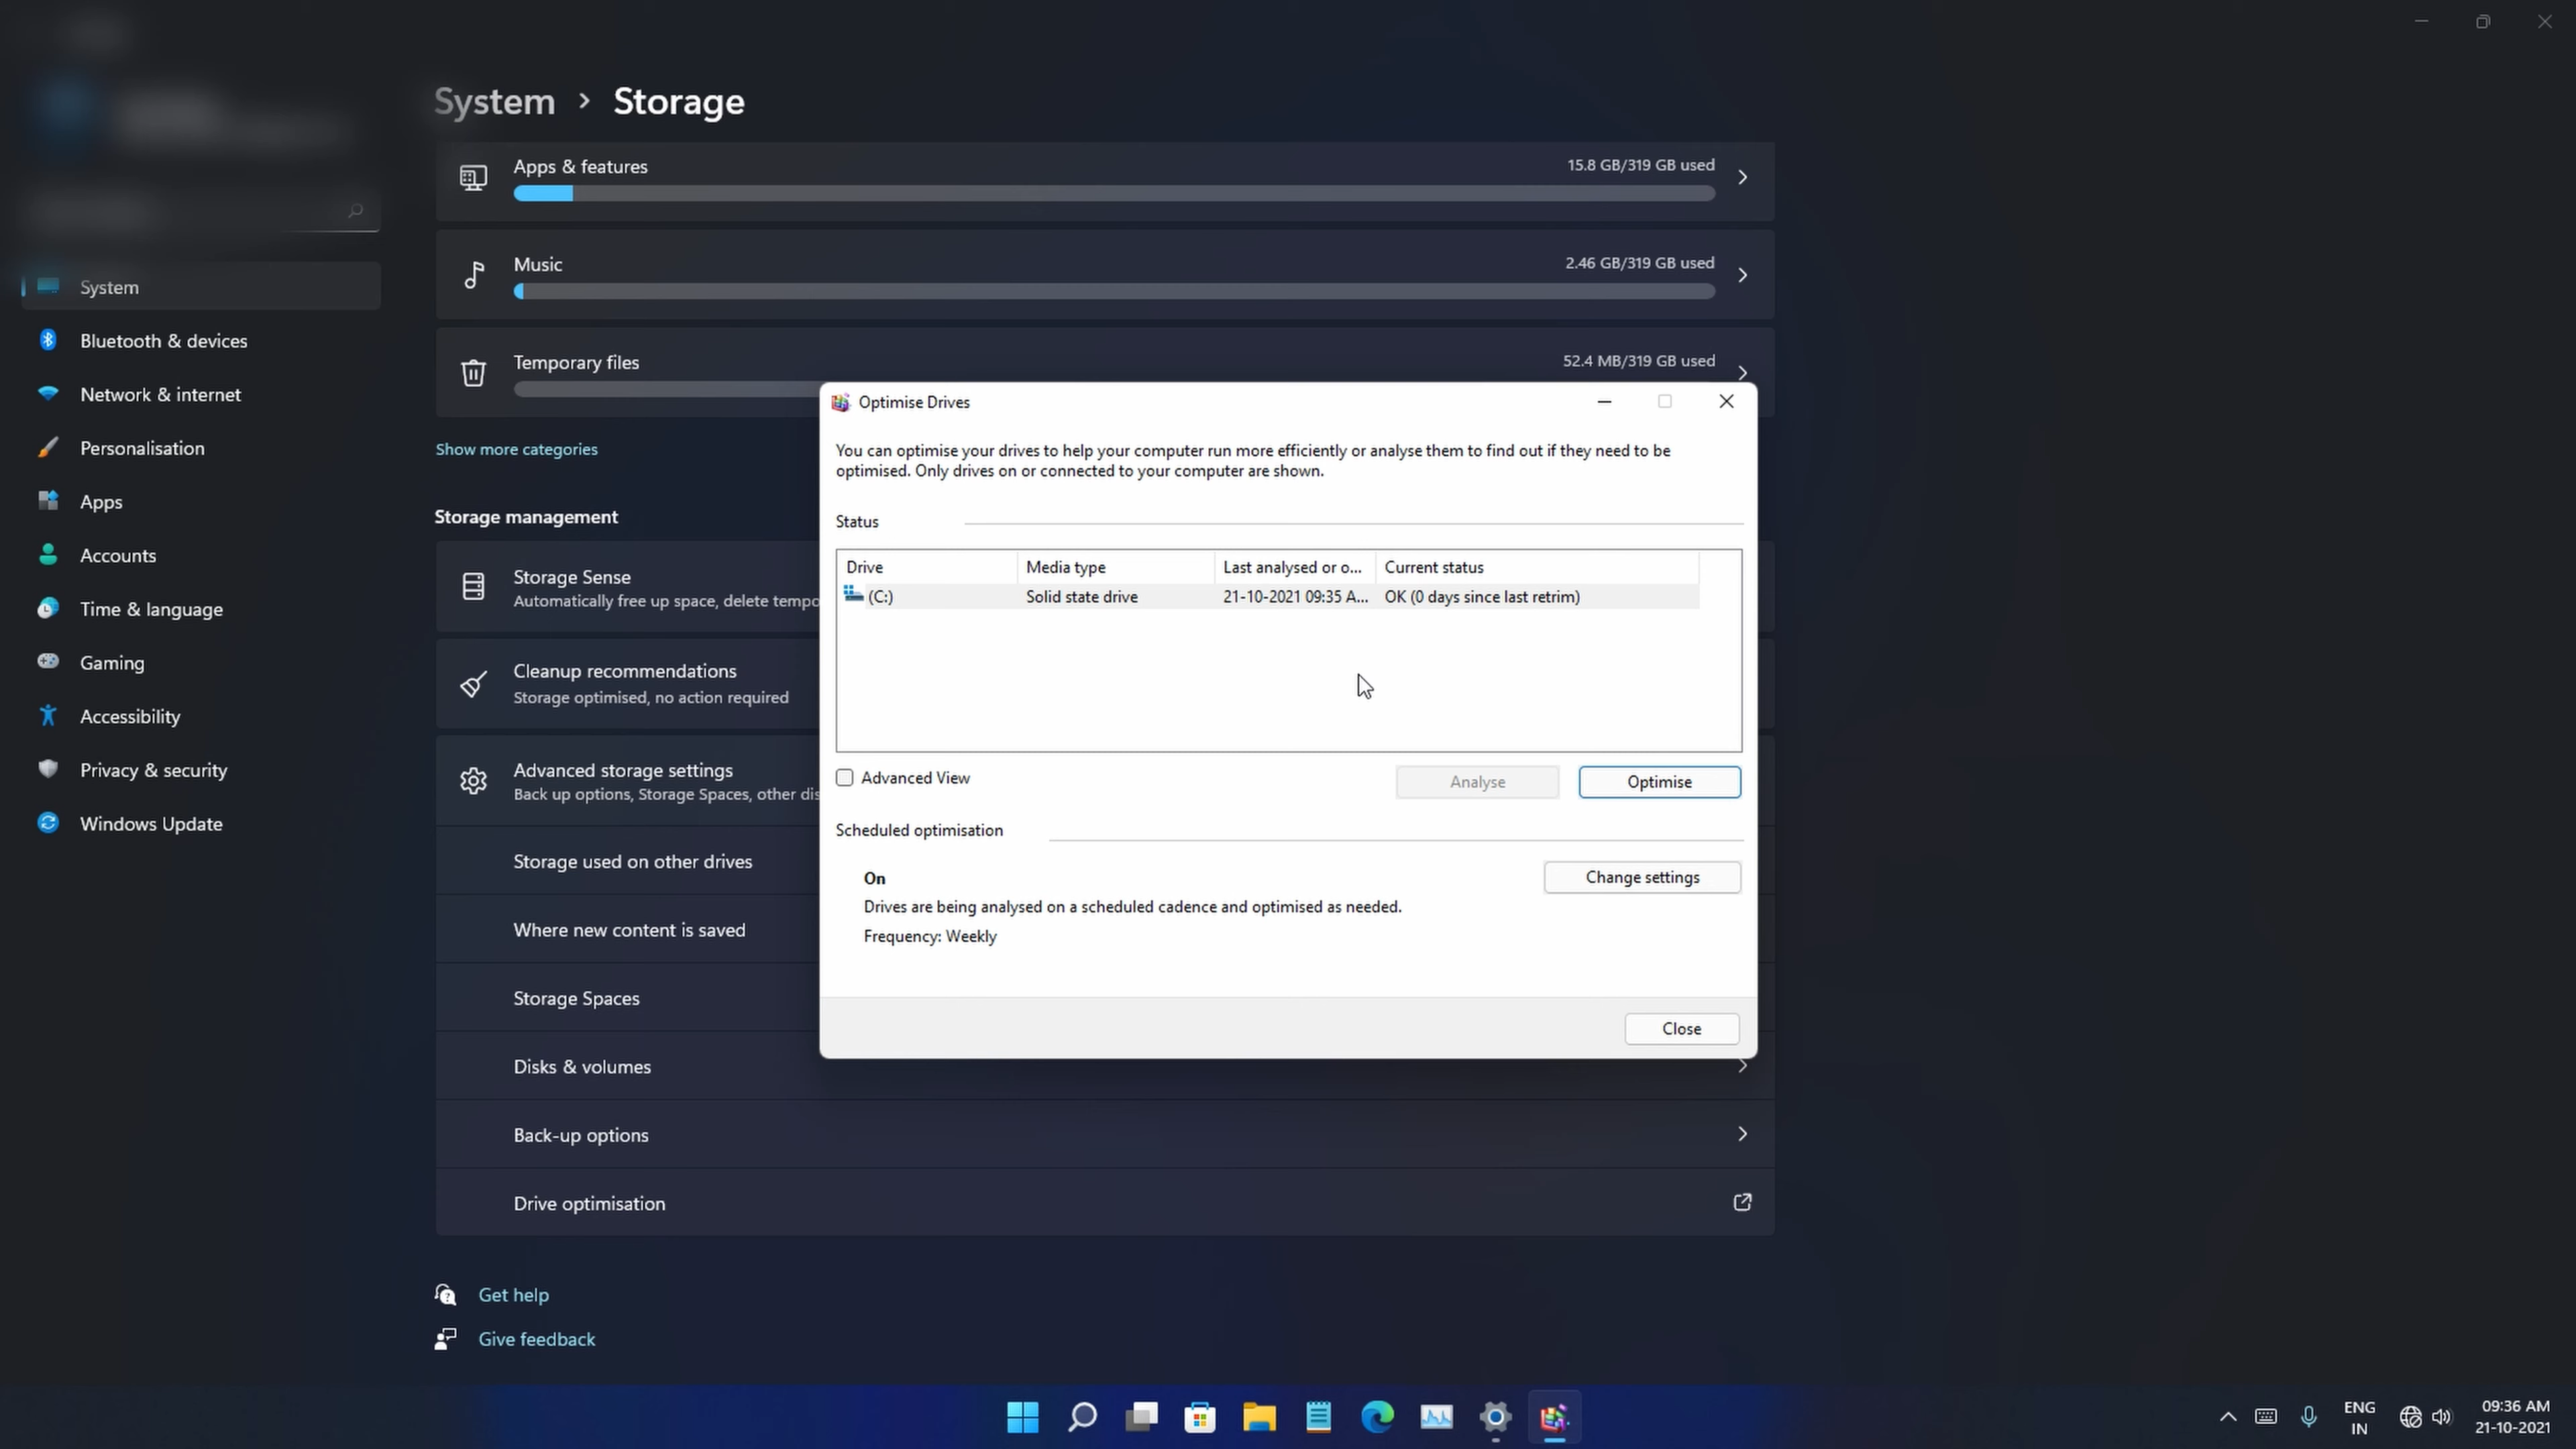 System > Storage
Apps & features
15.8 GB/319 GB used
Music
2.46 GB/319 GB used
Temporary files
52.4 MB/319 GB used
Show more categories
Storage management
Storage Sense
Automatically free up space, delete tempo
Cleanup recommendations
Storage optimised, no action required
Advanced storage settings
Back up options, Storage Spaces, other dis
Storage used on other drives
Where new content is saved
Storage Spaces
Disks & volumes
Back-up options
Drive optimisation
Get help
Give feedback
System
Bluetooth & devices
Network & internet
Personalisation
Apps
Accounts
Time & language
Gaming
Accessibility
Privacy & security
Windows Update
Optimise Drives
You can optimise your drives to help your computer run more efficiently or analyse them to find out if they need to be
optimised. Only drives on or connected to your computer are shown.
Status
Drive Media type Last analysed or o... Current status
(C:) Solid state drive 21-10-2021 09:35 A... OK (0 days since last retrim)
Advanced View
Analyse
Optimise
Scheduled optimisation
On
Change settings
Drives are being analysed on a scheduled cadence and optimised as needed.
Frequency: Weekly
Close
ENG
IN
09:36 AM
21-10-2021